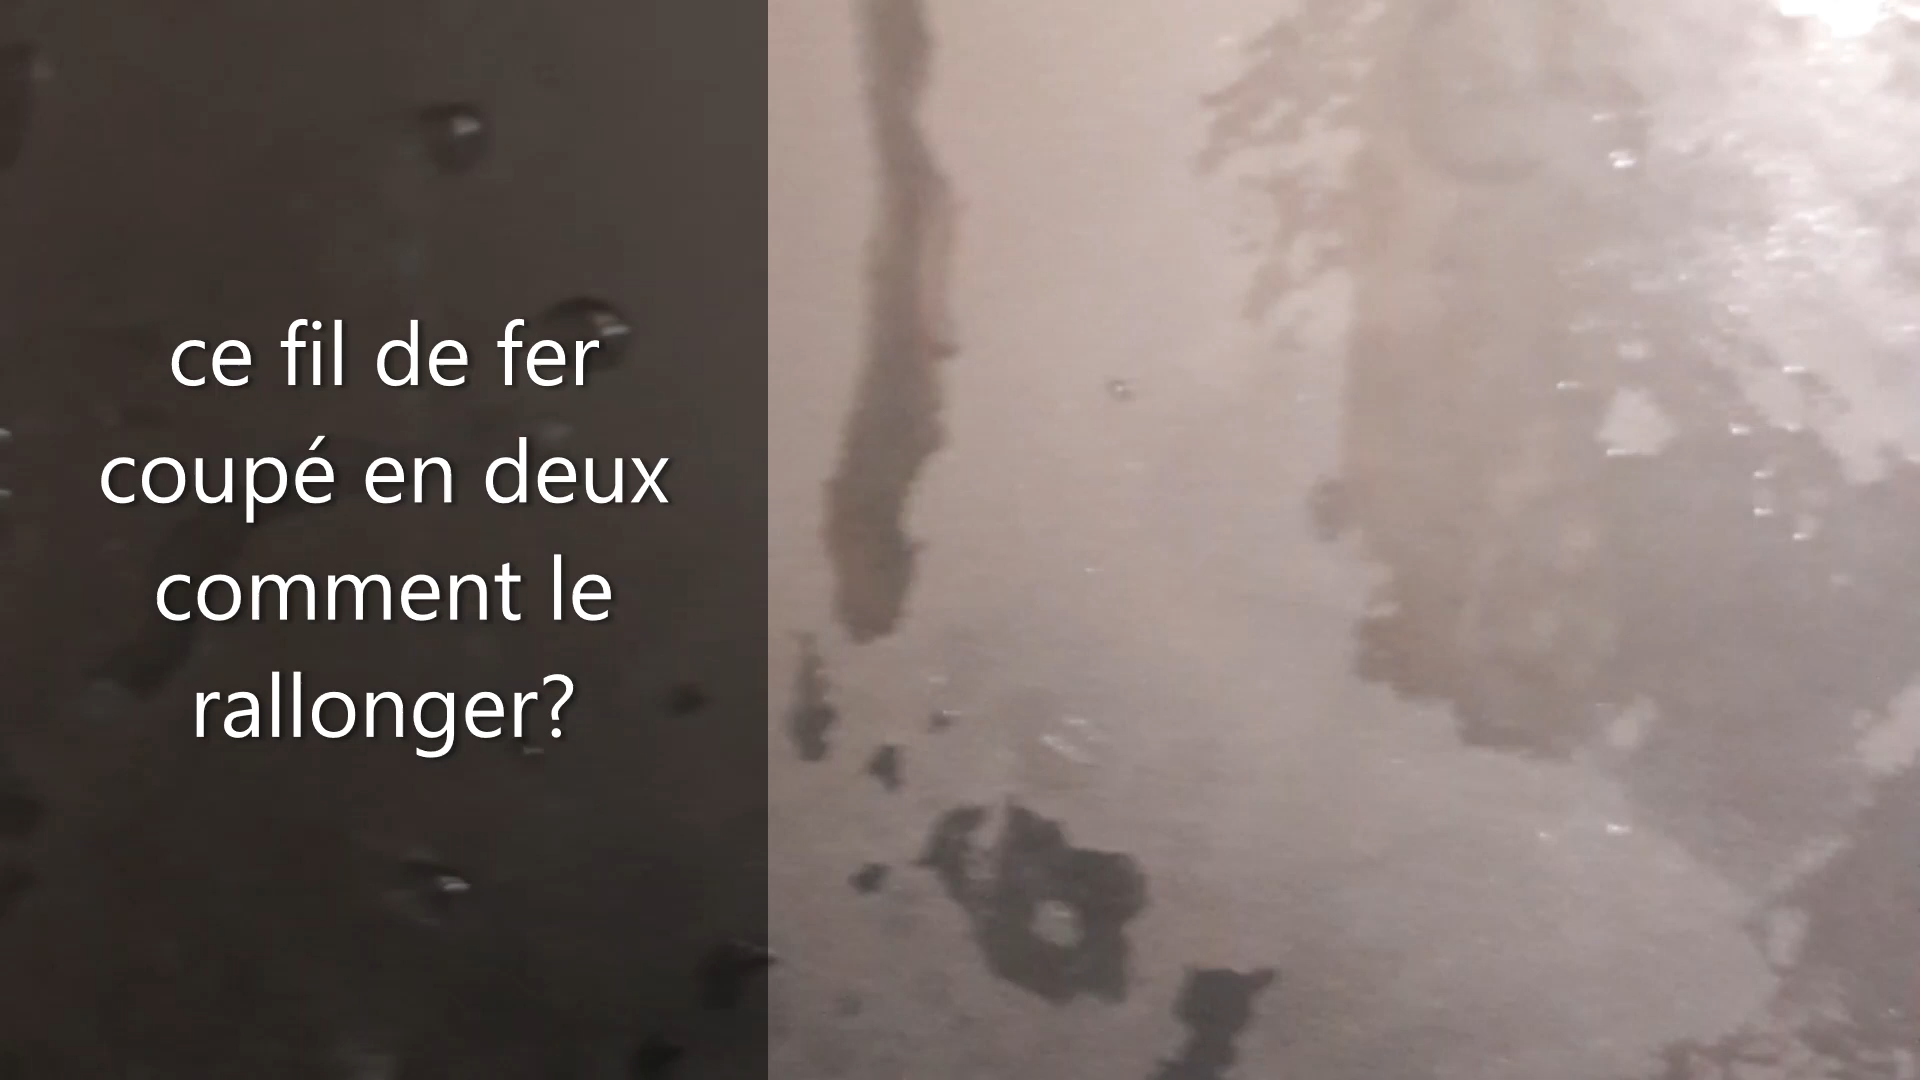 ce fil de fer
coupé en deux
comment le
rallonger?